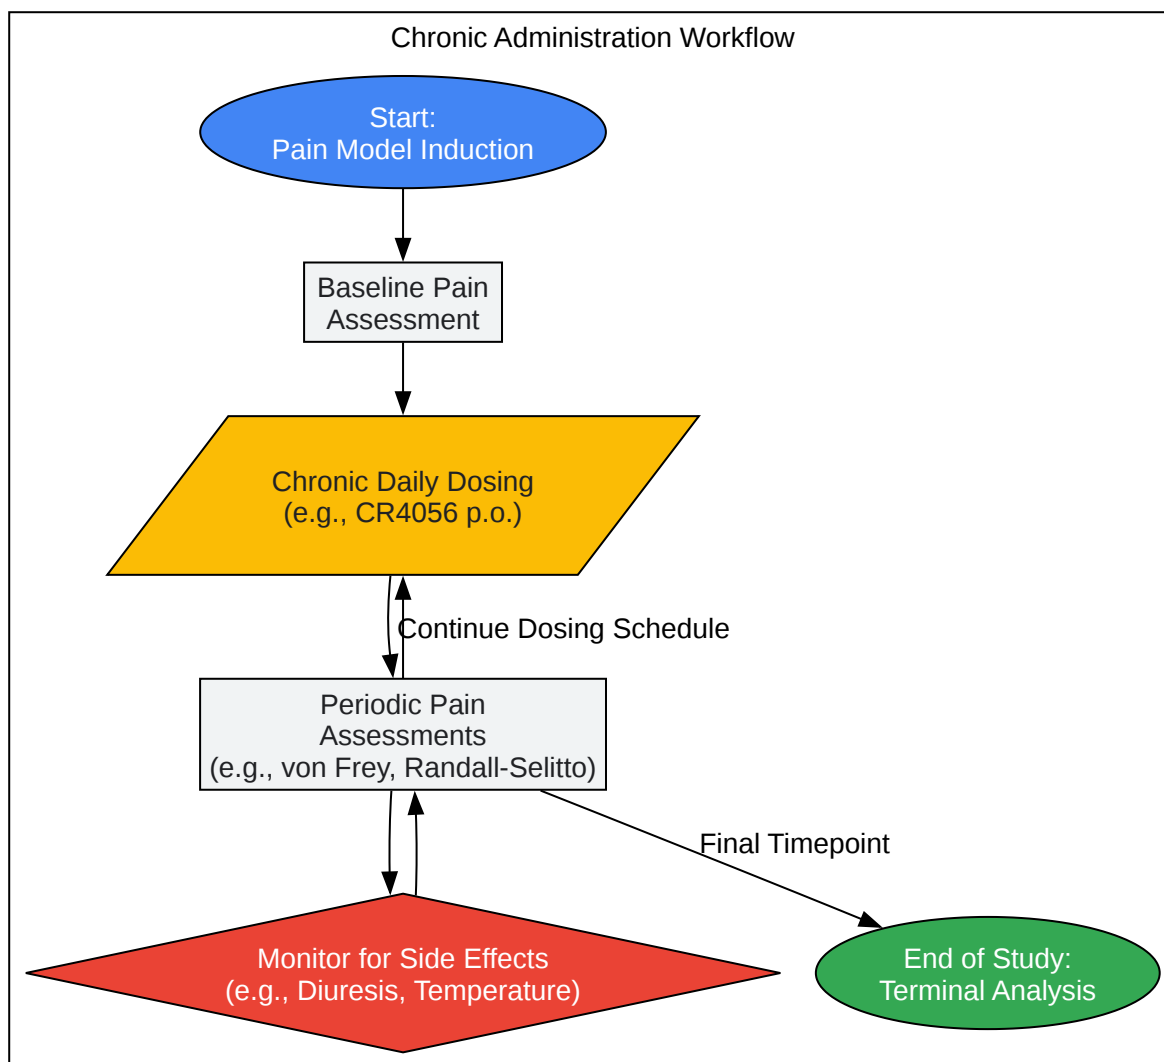 Chronic Administration Workflow
Start:
Pain Model Induction
Baseline Pain
Assessment
Chronic Daily Dosing
(e.g., CR4056 p.o.)
Continue Dosing Schedule
Periodic Pain
Assessments
(e.g., von Frey, Randall-Selitto)
Final Timepoint
Monitor for Side Effects
(e.g., Diuresis, Temperature)
End of Study:
Terminal Analysis